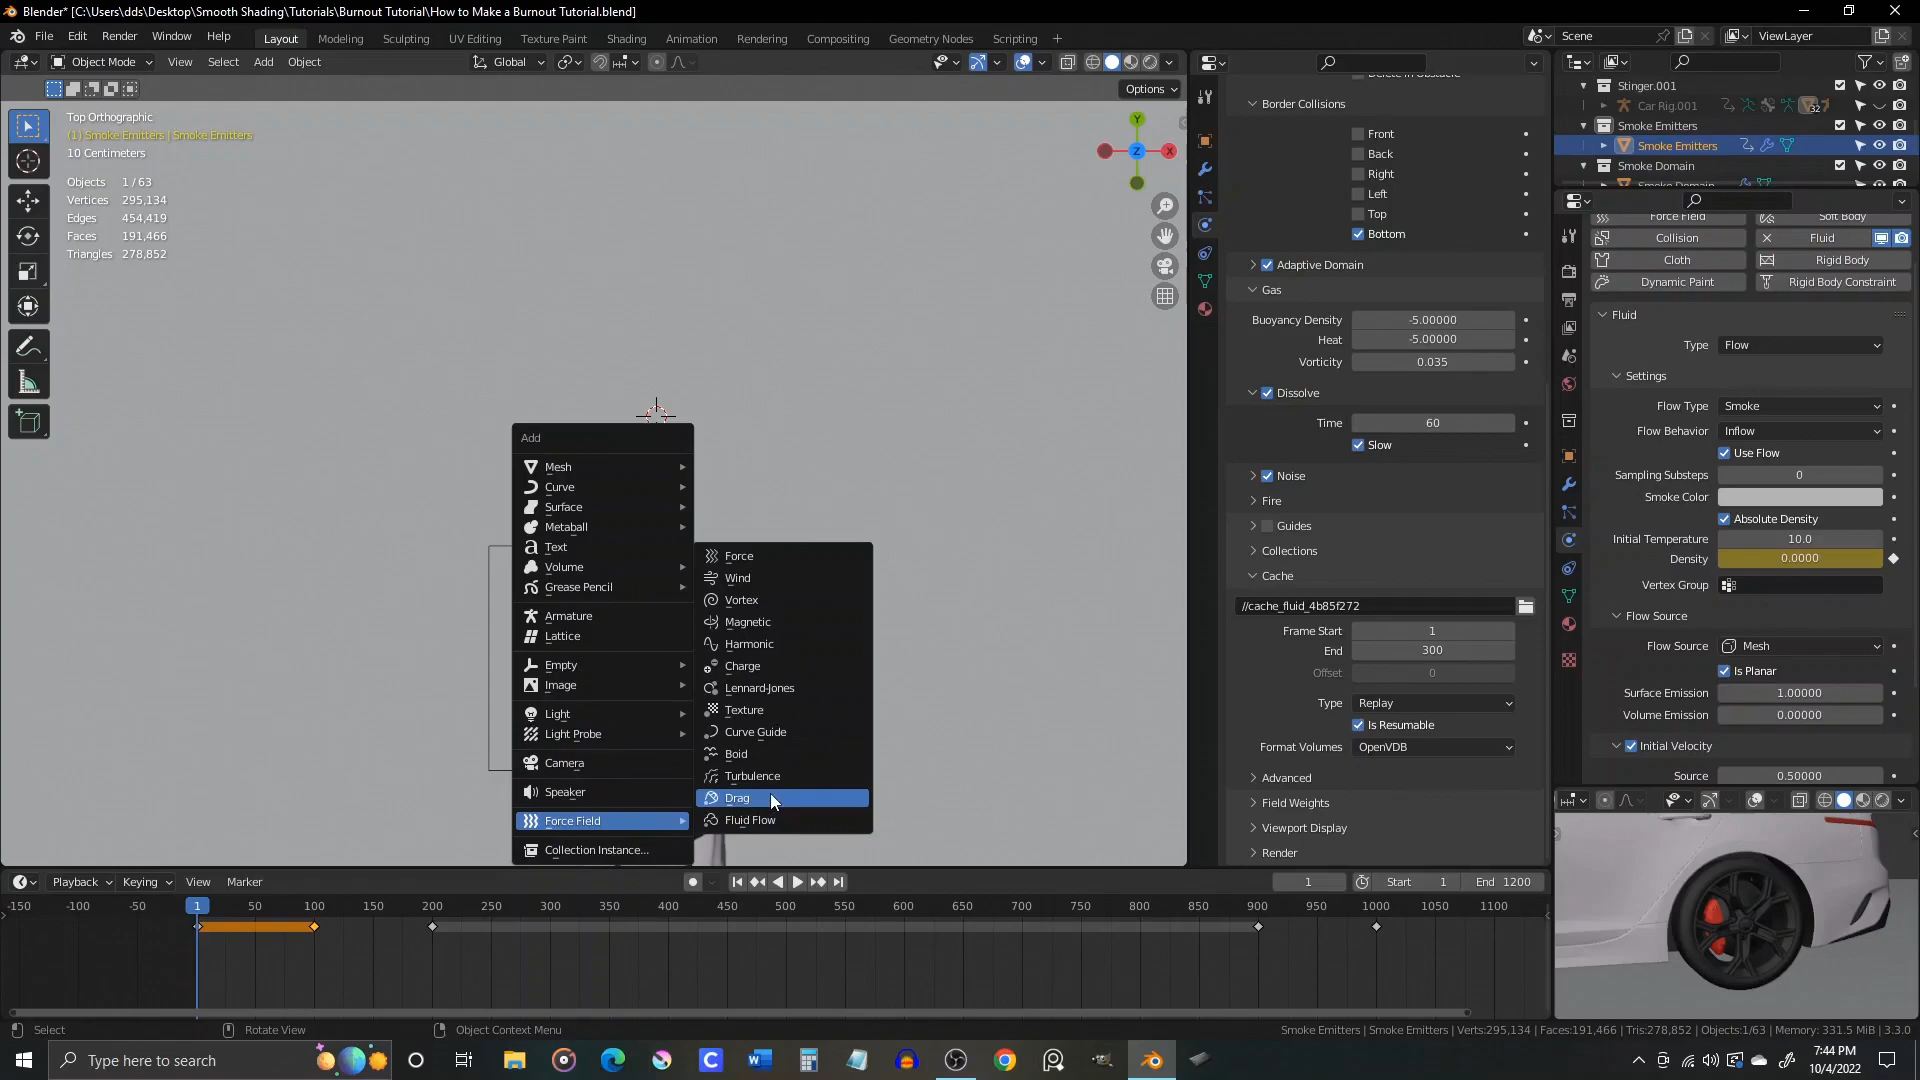 Blender* [C:\Users\dds\Desktop\Smooth Shading\Tutorials\Burnout Tutorial\How to Make a Burnout Tutorial.blend]
File Edit Render Window Help
Layout Modeling Sculpting UV Editing Texture Paint Shading Animation Rendering Compositing Geometry Nodes Scripting
Scene ViewLayer
Object Mode View Select Add Object Global
Options
Top Orthographic
(1) Smoke Emitters | Smoke Emitters
10 Centimeters
Objects 1 / 63
Vertices 295,134
Edges 454,419
Faces 191,466
Triangles 278,852
Y
Z
X
Add
Mesh
Curve
Surface
Metaball
Text
Volume
Grease Pencil
Armature
Lattice
Empty
Image
Light
Light Probe
Camera
Speaker
Force Field
Collection Instance...
Force
Wind
Vortex
Magnetic
Harmonic
Charge
Lennard-Jones
Texture
Curve Guide
Boid
Turbulence
Drag
Fluid Flow
Delete in Obstacle
Border Collisions
Front
Back
Right
Left
Top
Bottom
Adaptive Domain
Gas
Buoyancy Density -5.00000
Heat -5.00000
Vorticity 0.035
Dissolve
Time 60
Slow
Noise
Fire
Guides
Collections
Cache
//cache_fluid_4b85f272
Frame Start 1
End 300
Offset 0
Type Replay
Is Resumable
Format Volumes OpenVDB
Advanced
Field Weights
Viewport Display
Render
Stinger.001
Car Rig.001 32
Smoke Emitters
Smoke Emitters
Smoke Domain
Smoke Domain
Force Field Soft Body
Collision Fluid
Cloth Rigid Body
Dynamic Paint Rigid Body Constraint
Fluid
Type Flow
Settings
Flow Type Smoke
Flow Behavior Inflow
Use Flow
Sampling Substeps 0
Smoke Color
Absolute Density
Initial Temperature 10.0
Density 0.0000
Vertex Group
Flow Source
Flow Source Mesh
Is Planar
Surface Emission 1.00000
Volume Emission 0.00000
Initial Velocity
Source 0.50000
Playback Keying View Marker
1 Start 1 End 1200
-150 -100 -50 1 50 100 150 200 250 300 350 400 450 500 550 600 650 700 750 800 850 900 950 1000 1050 1100
Select Rotate View Object Context Menu
Smoke Emitters | Smoke Emitters | Verts:295,134 | Faces:191,466 | Tris:278,852 | Objects:1/63 | Memory: 331.5 MiB | 3.3.0
Type here to search
7:44 PM
10/4/2022